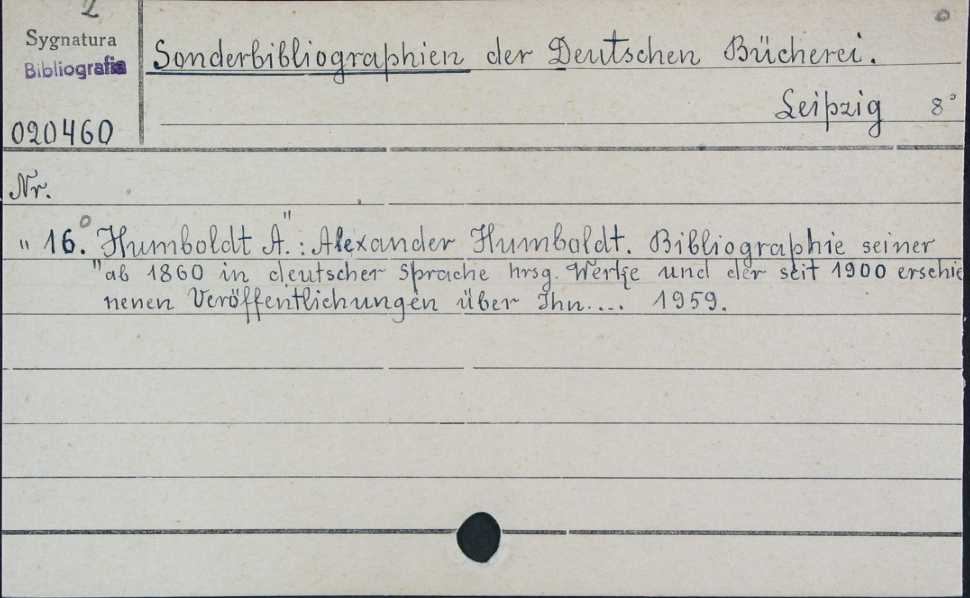 2
Sygnatura
Bibliografia
020460
Sonderbibliographien der Deutschen Bücherei.
Leipzig 8°
Nr.
" 16. Humboldt A.: Alexander Humboldt. Bibliographie seiner
"ab 1860 in deutscher Sprache hrsg. Werke und der seit 1900 erschie
nenen Veröffentlichungen über Ihn.... 1959.